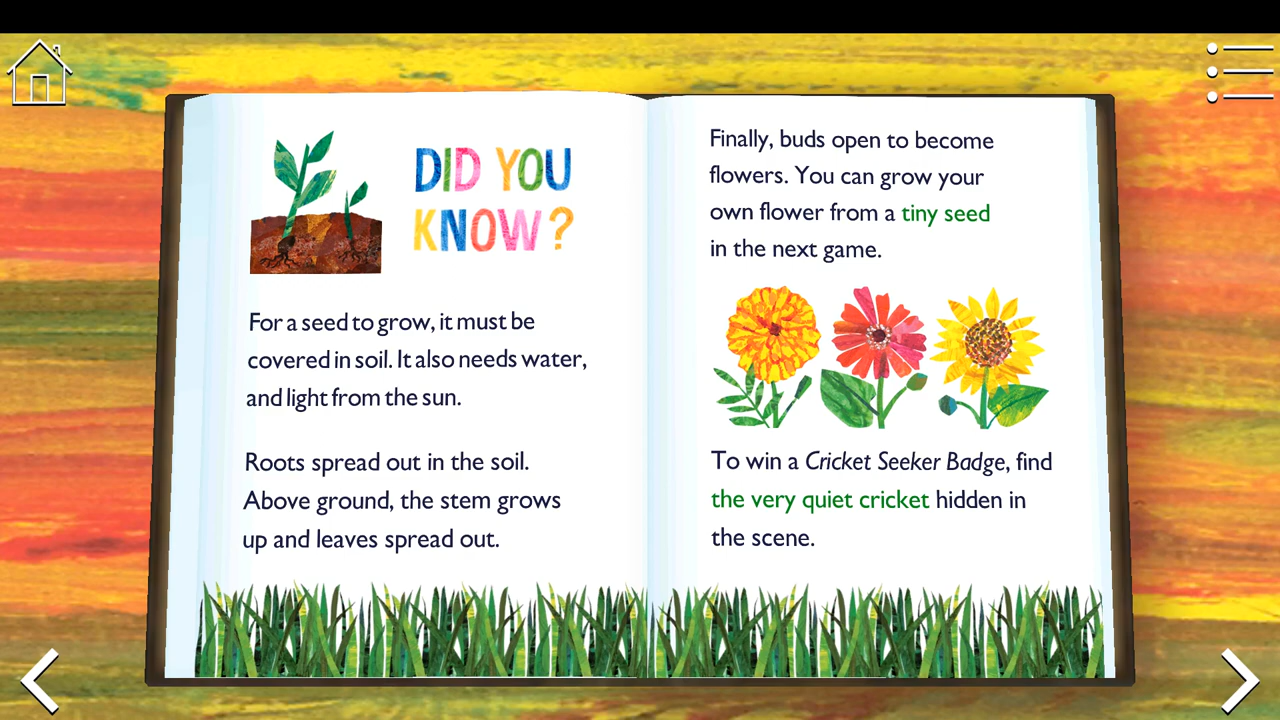 DID YOU
KNOW?
For a seed to grow, it must be
covered in soil. It also needs water,
and light from the sun.
Roots spread out in the soil.
Above ground, the stem grows
up and leaves spread out.
Finally, buds open to become
flowers. You can grow your
own flower from a tiny seed
in the next game.
To win a Cricket Seeker Badge, find
the very quiet cricket hidden in
the scene.